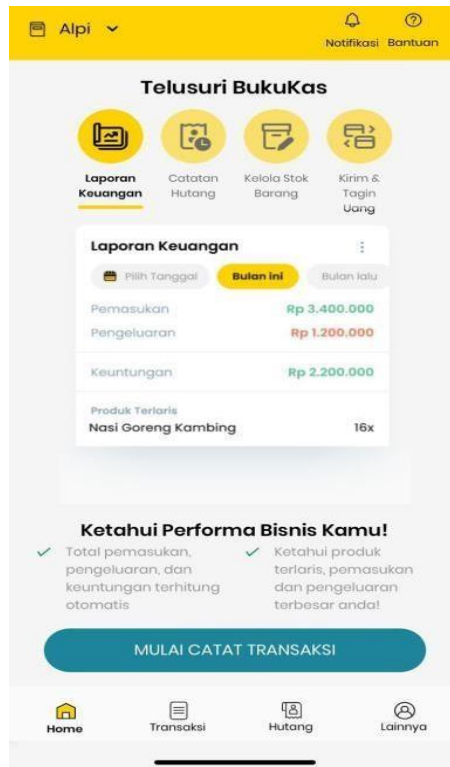 Alpi
Notifikasi Bantuan
Telusuri BukuKas
Laporan Keuangan
Catatan Hutang
Kelola Stok Barang
Kirim & Tagin Uang
Laporan Keuangan
Pilih Tanggal Bulan ini Bulan lalu
Pemasukan Rp 3.400.000
Pengeluaran Rp 1.200.000
Keuntungan Rp 2.200.000
Produk Terlaris
Nasi Goreng Kambing 16x
Ketahui Performa Bisnis Kamu!
Total pemasukan,
pengeluaran, dan
keuntungan terhitung
otomatis
Ketahui produk
terlaris, pemasukan
dan pengeluaran
terbesar anda!
MULAI CATAT TRANSAKSI
Home Transaksi Hutang Lainnya